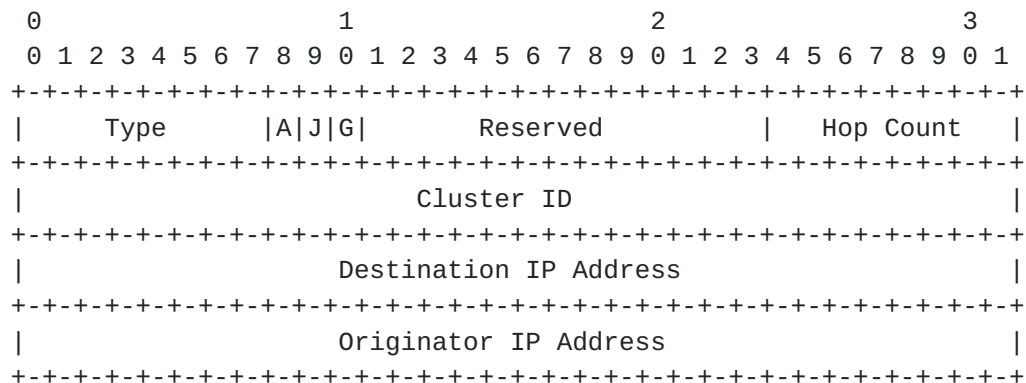 0                   1                   2                   3
 0 1 2 3 4 5 6 7 8 9 0 1 2 3 4 5 6 7 8 9 0 1 2 3 4 5 6 7 8 9 0 1
+-+-+-+-+-+-+-+-+-+-+-+-+-+-+-+-+-+-+-+-+-+-+-+-+-+-+-+-+-+-+-+-+
|     Type      |A|J|G|       Reserved          |   Hop Count   |
+-+-+-+-+-+-+-+-+-+-+-+-+-+-+-+-+-+-+-+-+-+-+-+-+-+-+-+-+-+-+-+-+
|                         Cluster ID                            |
+-+-+-+-+-+-+-+-+-+-+-+-+-+-+-+-+-+-+-+-+-+-+-+-+-+-+-+-+-+-+-+-+
|                    Destination IP Address                     |
+-+-+-+-+-+-+-+-+-+-+-+-+-+-+-+-+-+-+-+-+-+-+-+-+-+-+-+-+-+-+-+-+
|                    Originator IP Address                      |
+-+-+-+-+-+-+-+-+-+-+-+-+-+-+-+-+-+-+-+-+-+-+-+-+-+-+-+-+-+-+-+-+